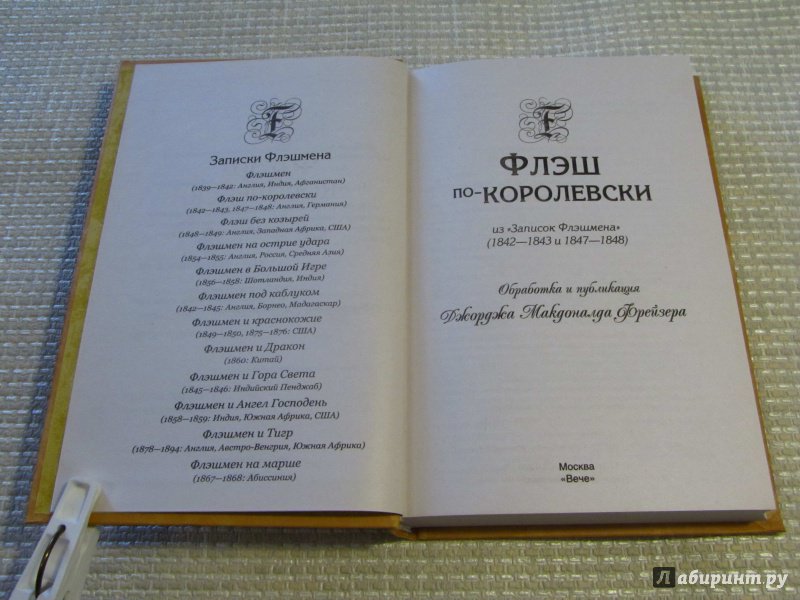 F
Записки Флэшмена
Флэшмен
(1839—1842: Англия, Индия, Афганистан)
Флэш по-королевски
(1842—1843, 1847—1848: Англия, Германия)
Флэш без козырей
(1848—1849: Англия, Западная Африка, США)
Флэшмен на острие удара
(1854—1855: Англия, Россия, Средняя Азия)
Флэшмен в Большой Игре
(1856—1858: Шотландия, Индия)
Флэшмен под каблуком
(1842—1845: Англия, Борнео, Мадагаскар)
Флэшмен и краснокожие
(1849—1850, 1875—1876: США)
Флэшмен и Дракон
(1860: Китай)
Флэшмен и Гора Света
(1845—1846: Индийский Пенджаб)
Флэшмен и Ангел Господень
(1858—1859: Индия, Южная Африка, США)
Флэшмен и Тигр
(1878—1894: Англия, Австро-Венгрия, Южная Африка)
Флэшмен на марше
(1867—1868: Абиссиния)
F
Флэш
по-королевски
из «Записок Флэшмена»
(1842—1843 и 1847—1848)
Обработка и публикация
Джорджа Макдоналда Фрейзера
Москва
«Вече»
Лабиринт.ру